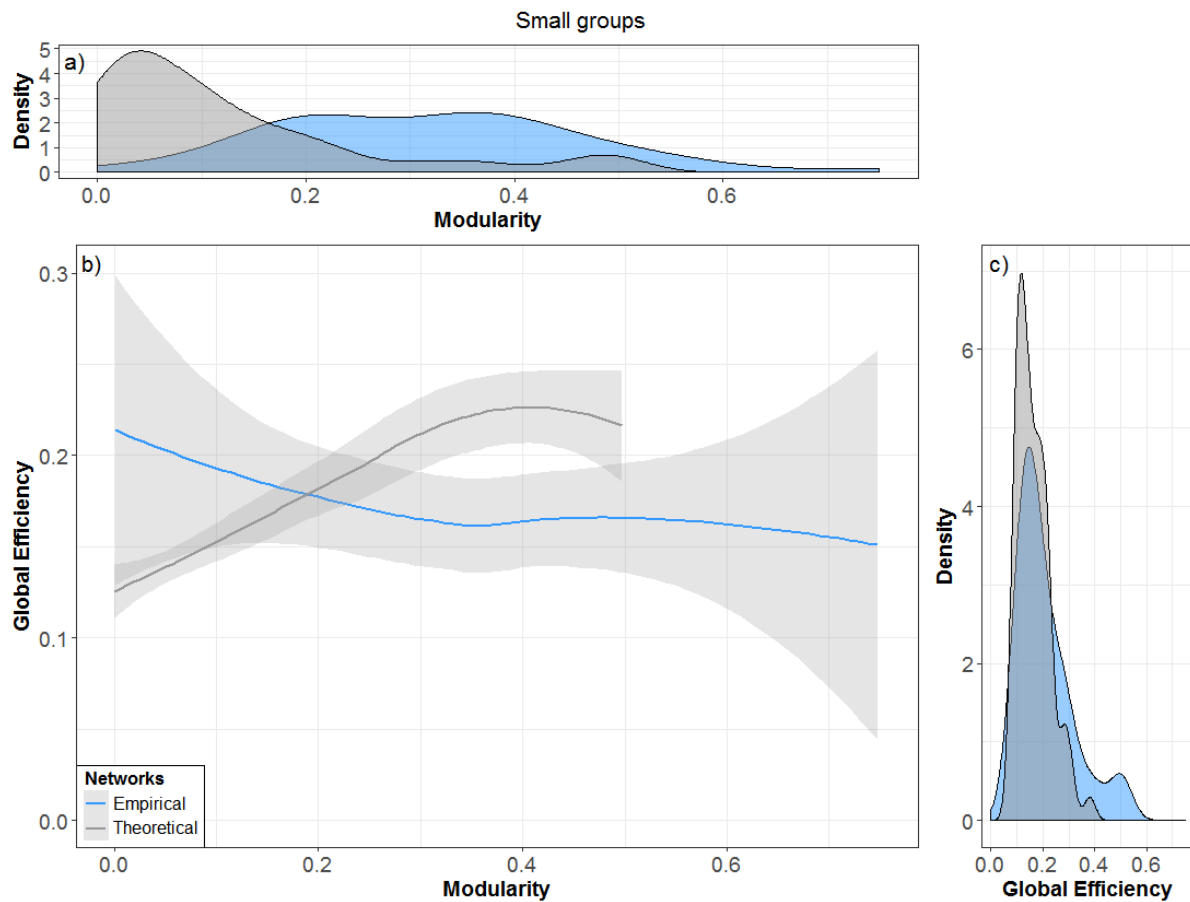 Small groups
a)
Density
5
4
3
2
1
0
0.0 0.2 0.4 0.6
Modularity
b)
Global Efficiency
0.3
0.2
0.1
0.0
Networks
Empirical
Theoretical
0.0 0.2 0.4 0.6
Modularity
c)
Density
6
4
2
0
0.0 0.2 0.4 0.6
Global Efficiency